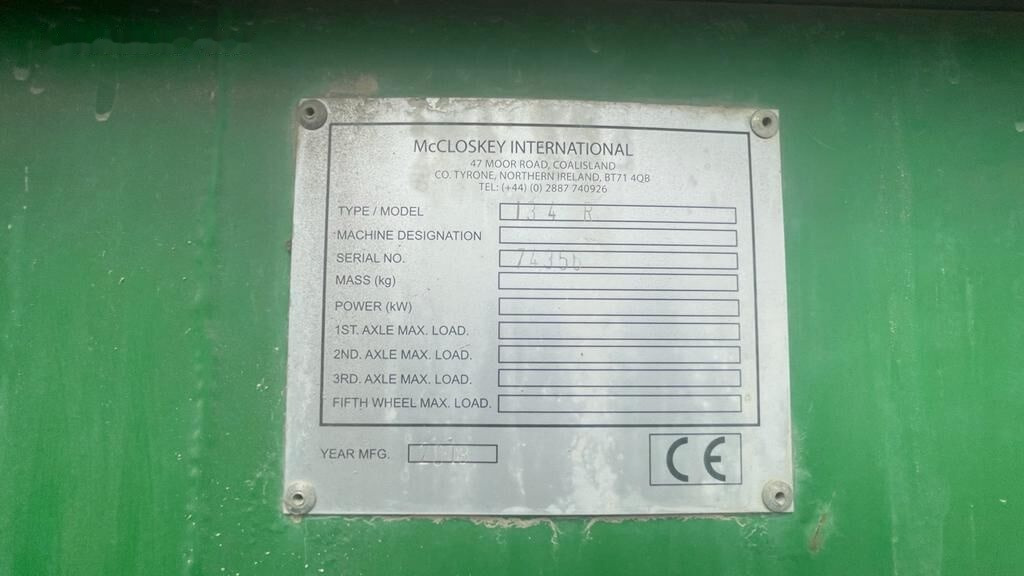 McCLOSKEY INTERNATIONAL
47 MOOR ROAD, COALISLAND
CO. TYRONE, NORTHERN IRELAND, BT71 4QB
TEL: (+44) (0) 2887 740926
TYPE / MODEL 134 R
MACHINE DESIGNATION
SERIAL NO.
MASS (kg)
POWER (kW)
1ST. AXLE MAX. LOAD.
2ND. AXLE MAX. LOAD.
3RD. AXLE MAX. LOAD.
FIFTH WHEEL MAX. LOAD.
YEAR MFG.
CE